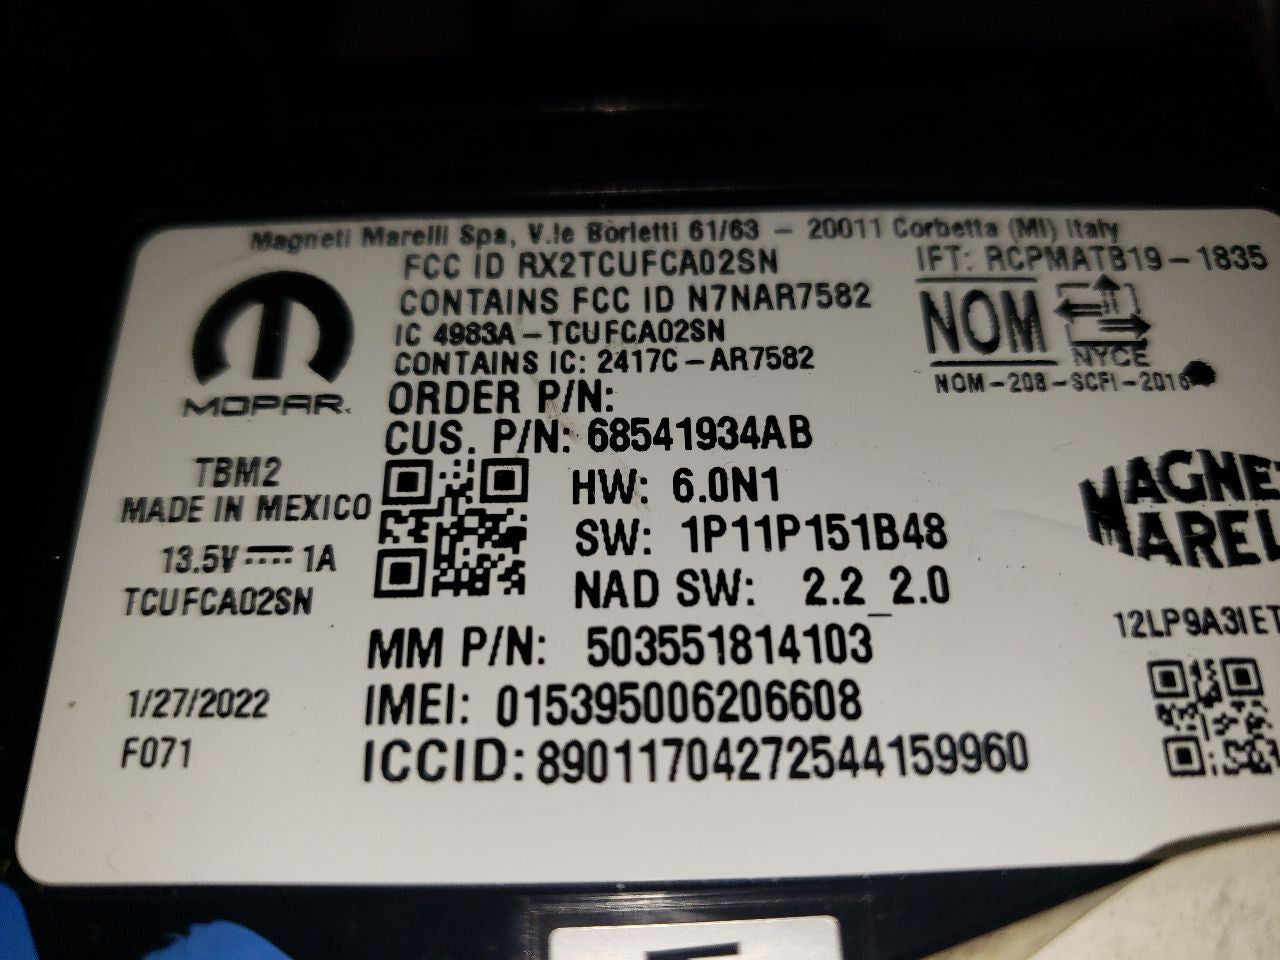 Magneti Marelli Spa, V.le Borletti 61/63 - 20011 Corbetta (MI) Italy
FCC ID RX2TCUFCA02SN
IFT: RCPMATB19-1835
CONTAINS FCC ID N7NAR7582
IC 4983A-TCUFCA02SN
CONTAINS IC: 2417C-AR7582
NOM
NYCE
NOM-208-SCFI-2016
MOPAR
ORDER P/N:
CUS. P/N: 68541934AB
TBM2
MADE IN MEXICO
13.5V 1A
TCUFCA02SN
HW: 6.0N1
SW: 1P11P151B48
NAD SW: 2.2_2.0
MAGNE
MAREL
12LP9A31ET
MM P/N: 503551814103
1/27/2022
IMEI: 015395006206608
F071
ICCID: 89011704272544159960